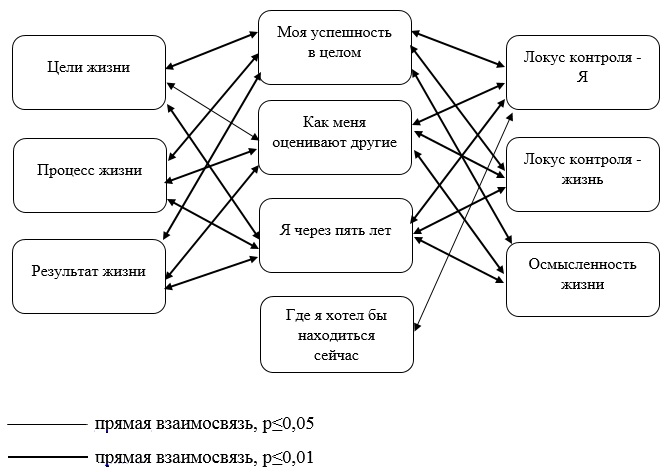 Цели жизни
Процесс жизни
Результат жизни
Моя успешность
в целом
Как меня
оценивают другие
Я через пять лет
Где я хотел бы
находиться
сейчас
Локус контроля -
Я
Локус контроля -
жизнь
Осмысленность
жизни
прямая взаимосвязь, p≤0,05
прямая взаимосвязь, p≤0,01